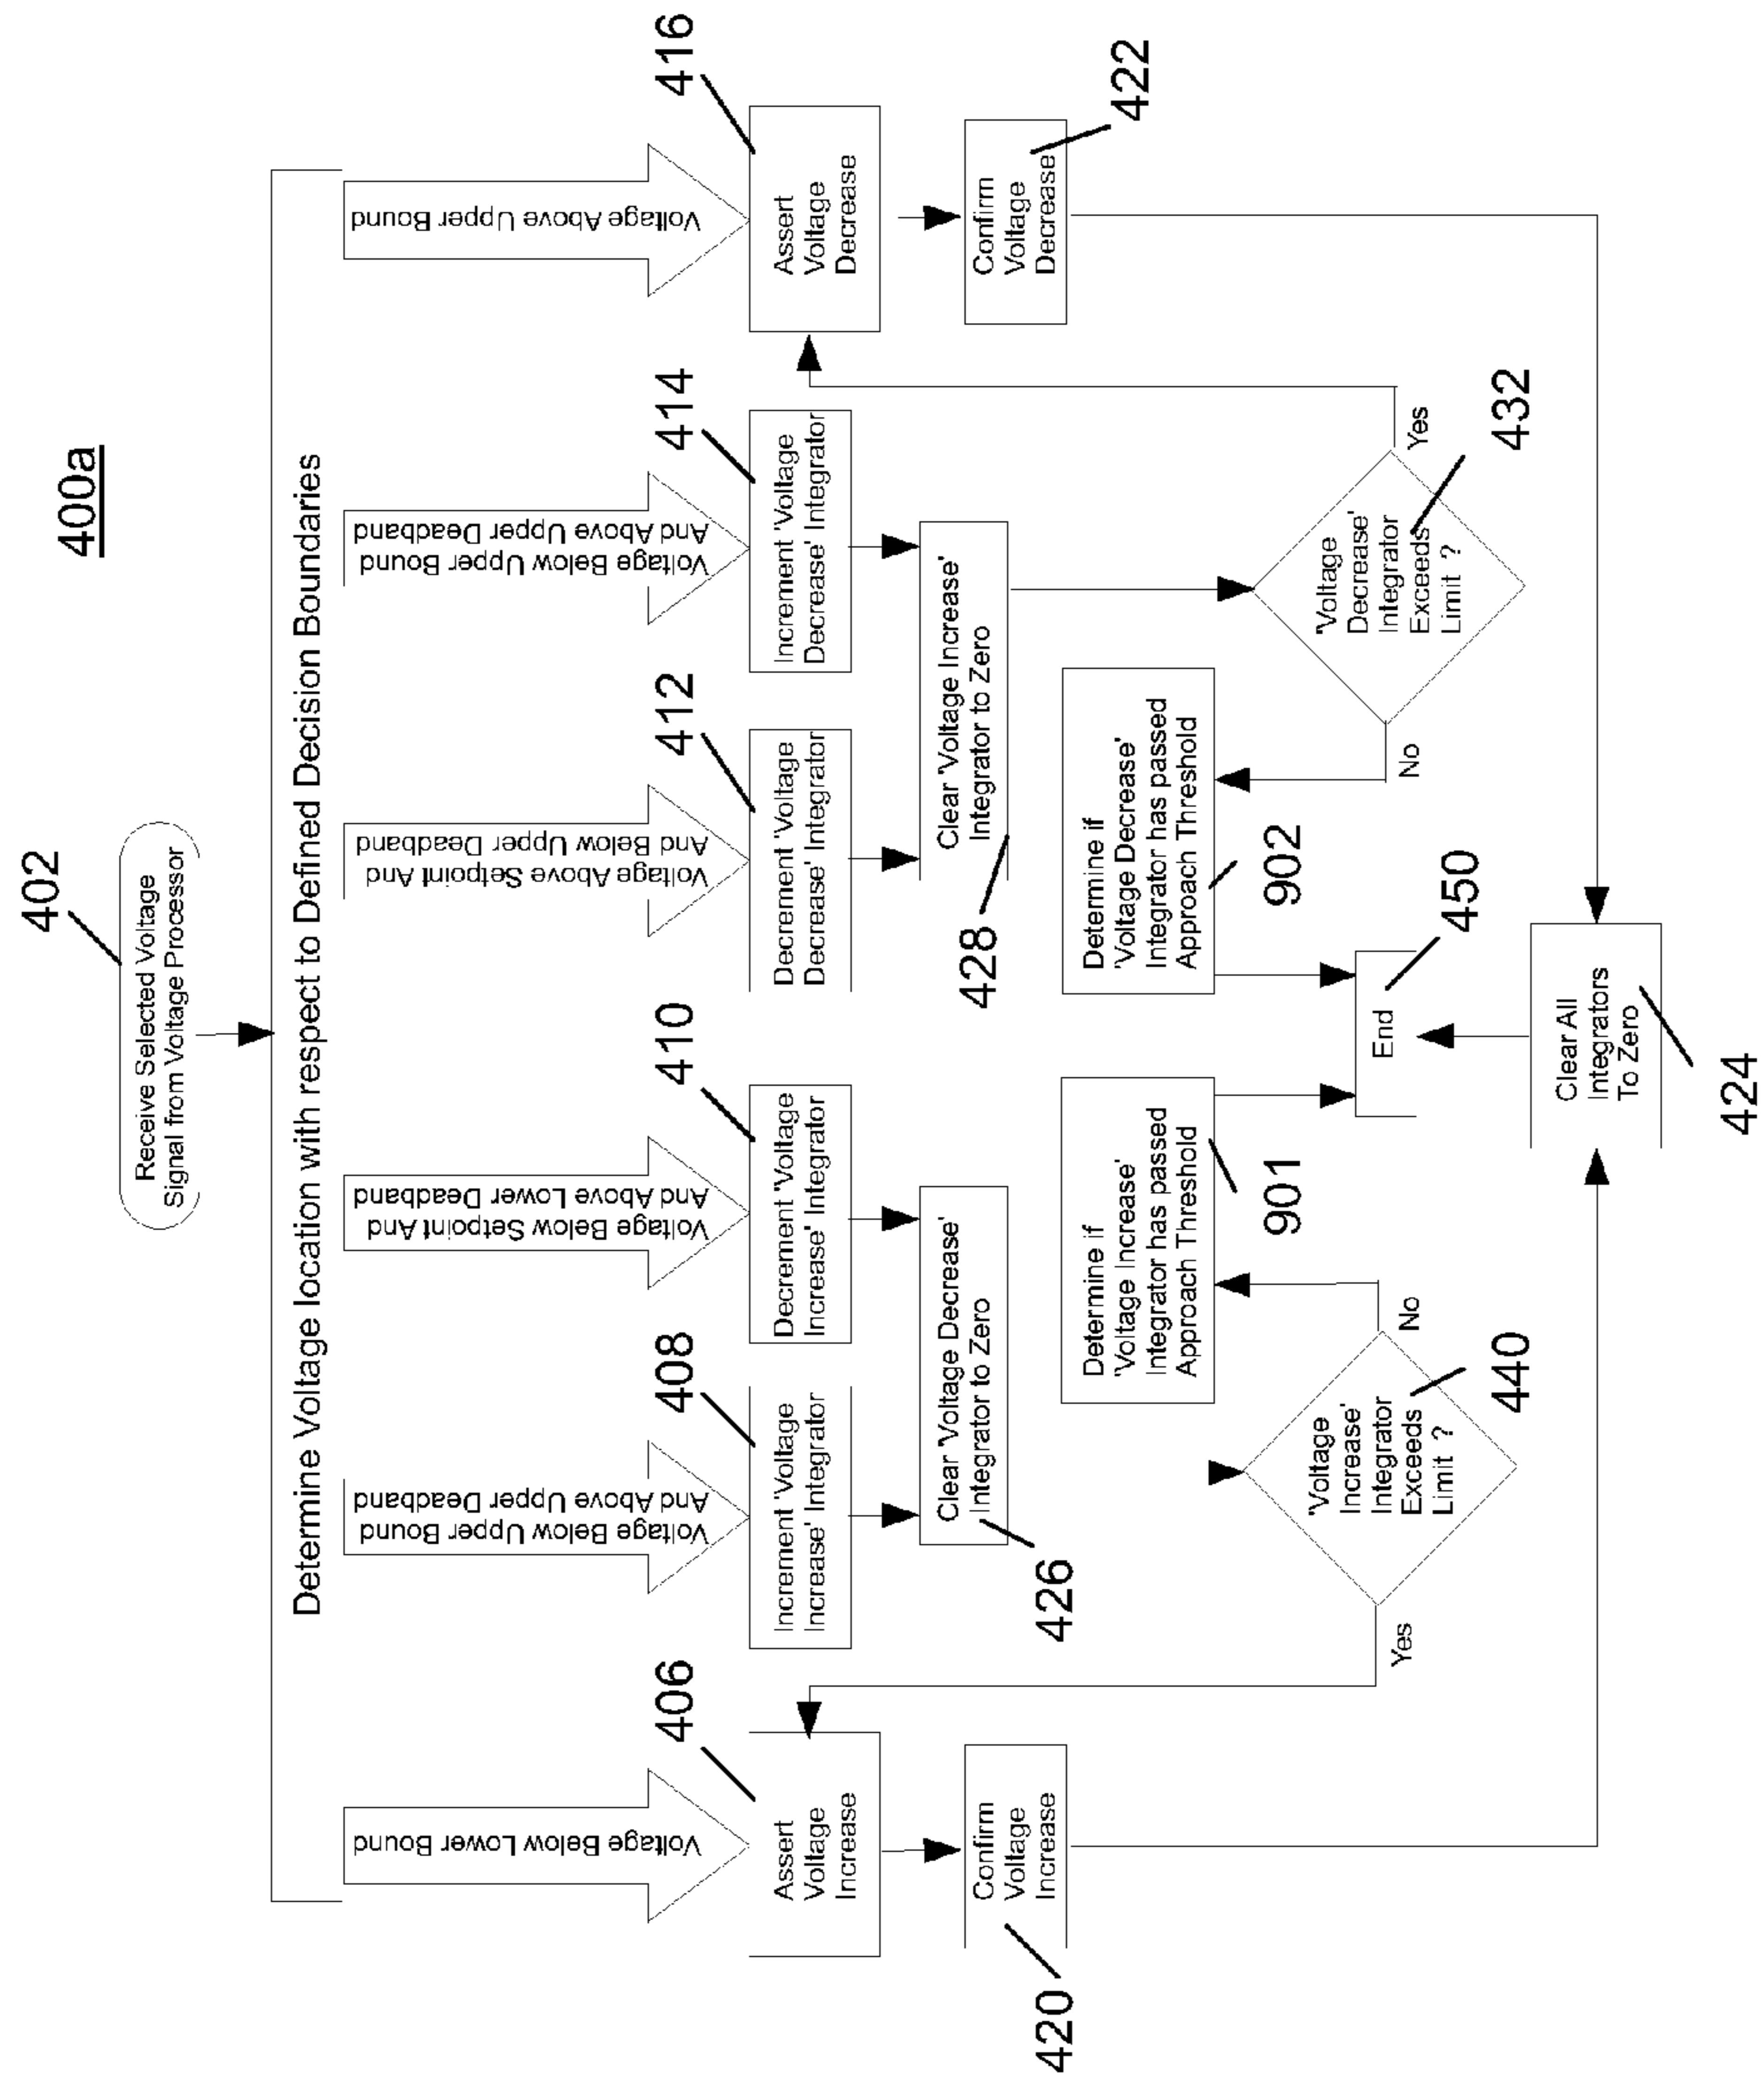 400a
402
Receive Selected Voltage
Signal from Voltage Processor
Determine Voltage location with respect to Defined Decision Boundaries
Voltage Below Lower Bound
Voltage Below Upper Bound
And Above Upper Deadband
Voltage Below Setpoint And
And Above Lower Deadband
Voltage Above Setpoint And
And Below Upper Deadband
Voltage Below Upper Bound
And Above Upper Deadband
Voltage Above Upper Bound
406
408
410
412
414
416
Assert
Voltage
Increase
Increment 'Voltage
Increase' Integrator
Decrement 'Voltage
Increase' Integrator
Decrement 'Voltage
Decrease' Integrator
Increment 'Voltage
Decrease' Integrator
Assert
Voltage
Decrease
420
Confirm
Voltage
Increase
426
Clear 'Voltage Decrease'
Integrator to Zero
428
Clear 'Voltage Increase'
Integrator to Zero
Confirm
Voltage
Decrease
422
Determine if
'Voltage Increase'
Integrator has passed
Approach Threshold
901
Determine if
'Voltage Decrease'
Integrator has passed
Approach Threshold
902
Yes
'Voltage
Increase'
Integrator
Exceeds
Limit ?
No
440
End
450
No
'Voltage
Decrease'
Integrator
Exceeds
Limit ?
Yes
432
Clear All
Integrators
To Zero
424